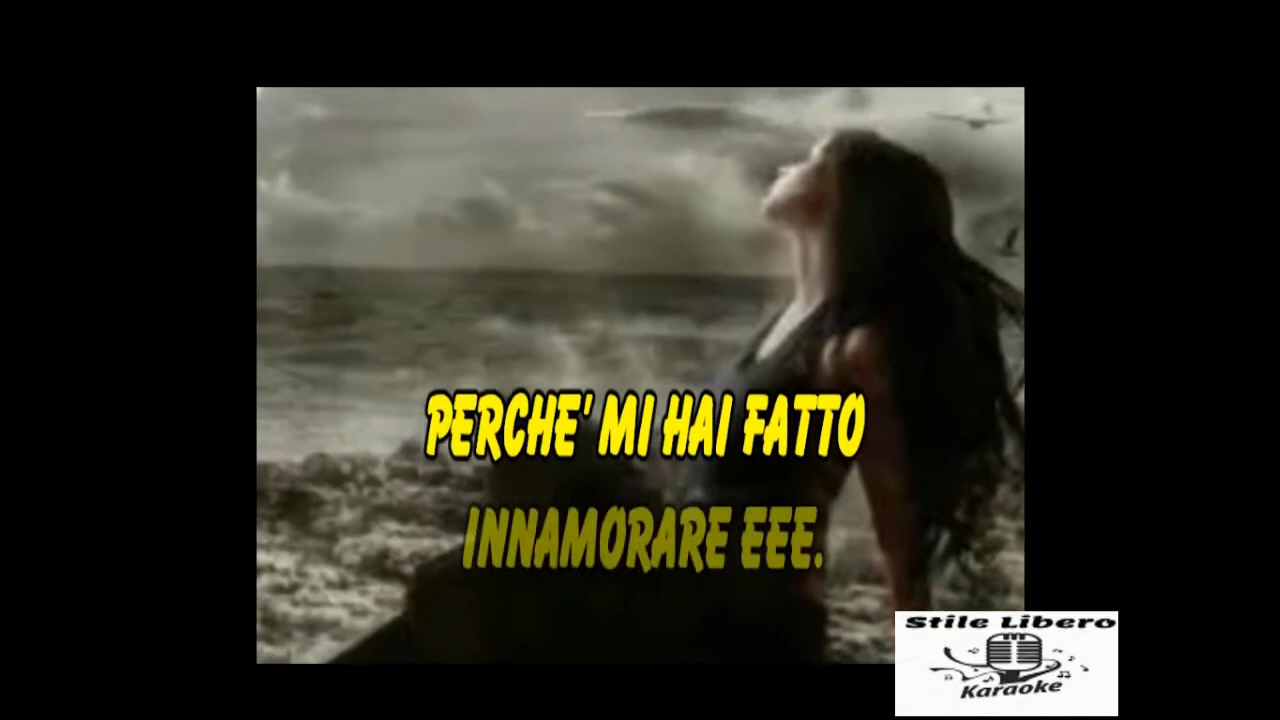 PERCHE' MI HAI FATTO
INNAMORARE EEE.
Stile Libero
Karaoke